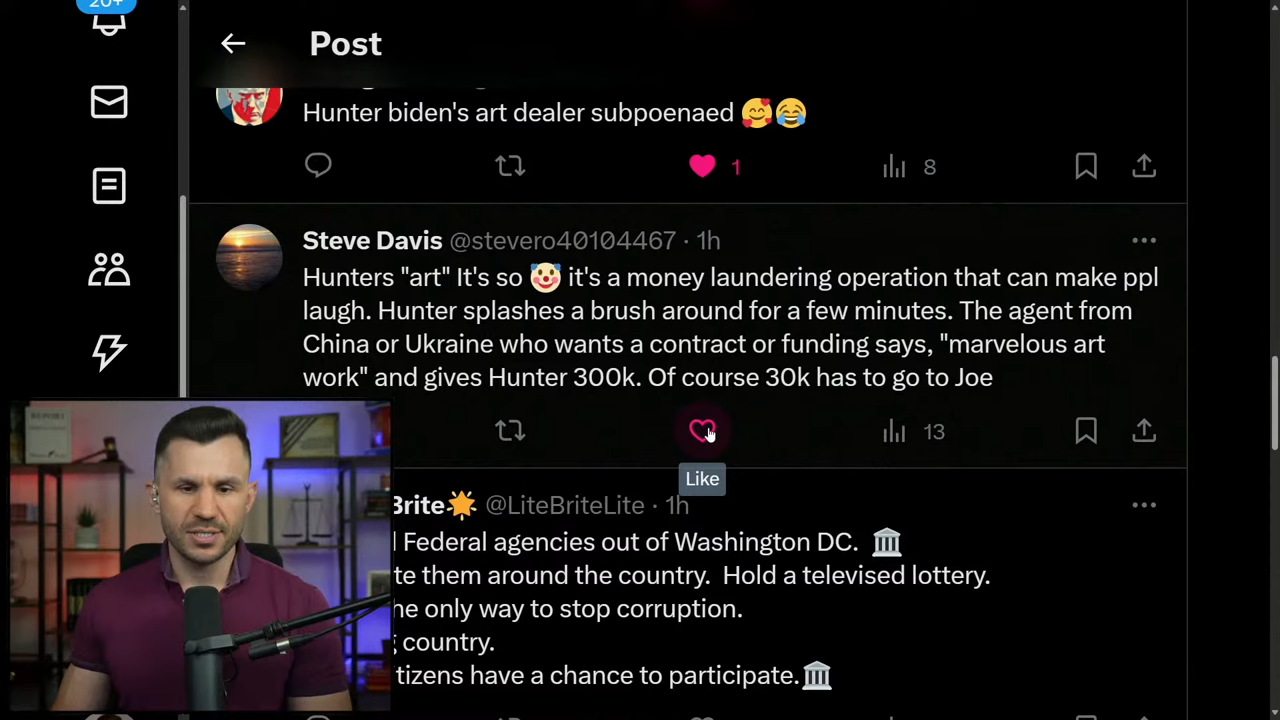 20+
Post
Hunter biden's art dealer subpoenaed 🥰😂
1
8
Steve Davis @stevero40104467 · 1h
Hunters "art" It's so 🤡 it's a money laundering operation that can make ppl
laugh. Hunter splashes a brush around for a few minutes. The agent from
China or Ukraine who wants a contract or funding says, "marvelous art
work" and gives Hunter 300k. Of course 30k has to go to Joe
13
Like
REPORT
Brite🌟 @LiteBriteLite · 1h
Federal agencies out of Washington DC. 🏛️
te them around the country. Hold a televised lottery.
he only way to stop corruption.
country.
tizens have a chance to participate.🏛️